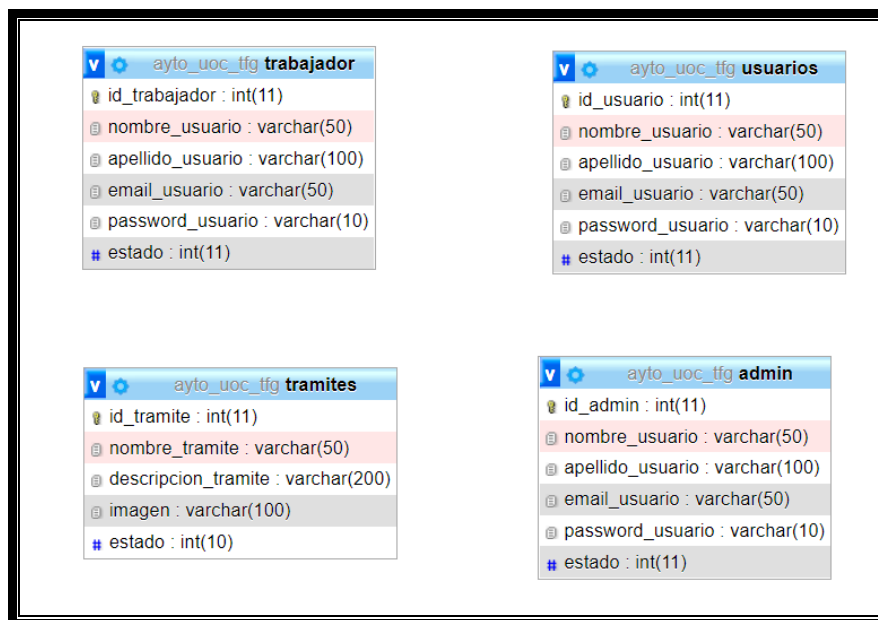 v ayto_uoc_tfg trabajador
id_trabajador : int(11)
nombre_usuario : varchar(50)
apellido_usuario : varchar(100)
email_usuario : varchar(50)
password_usuario : varchar(10)
# estado : int(11)
v ayto_uoc_tfg usuarios
id_usuario : int(11)
nombre_usuario : varchar(50)
apellido_usuario : varchar(100)
email_usuario : varchar(50)
password_usuario : varchar(10)
# estado : int(11)
v ayto_uoc_tfg tramites
id_tramite : int(11)
nombre_tramite : varchar(50)
descripcion_tramite : varchar(200)
imagen : varchar(100)
# estado : int(10)
v ayto_uoc_tfg admin
id_admin : int(11)
nombre_usuario : varchar(50)
apellido_usuario : varchar(100)
email_usuario : varchar(50)
password_usuario : varchar(10)
# estado : int(11)